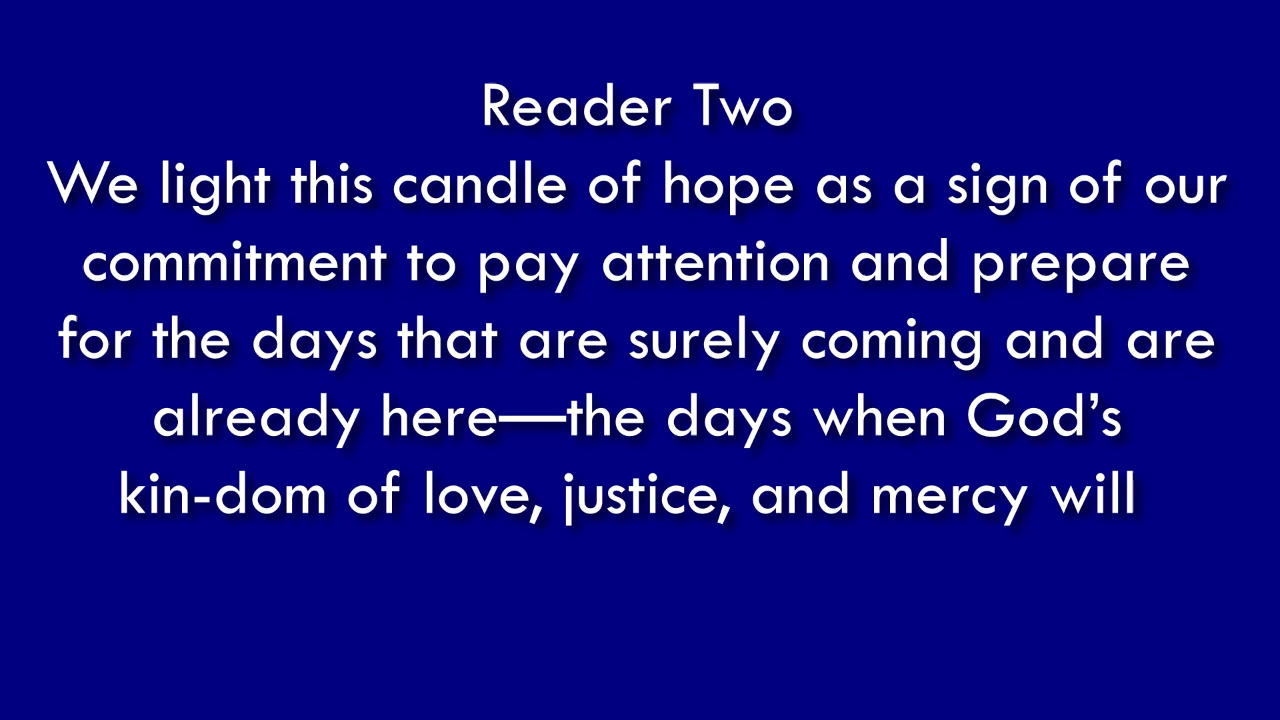 Reader Two
We light this candle of hope as a sign of our
commitment to pay attention and prepare
for the days that are surely coming and are
already here—the days when God’s
kin-dom of love, justice, and mercy will